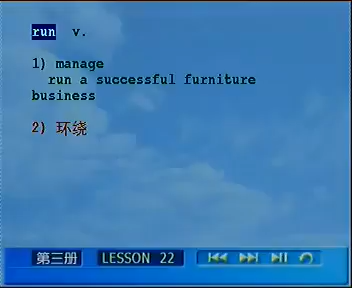 run v.
1) manage
run a successful furniture
business
2) 环绕
第三册 LESSON 22